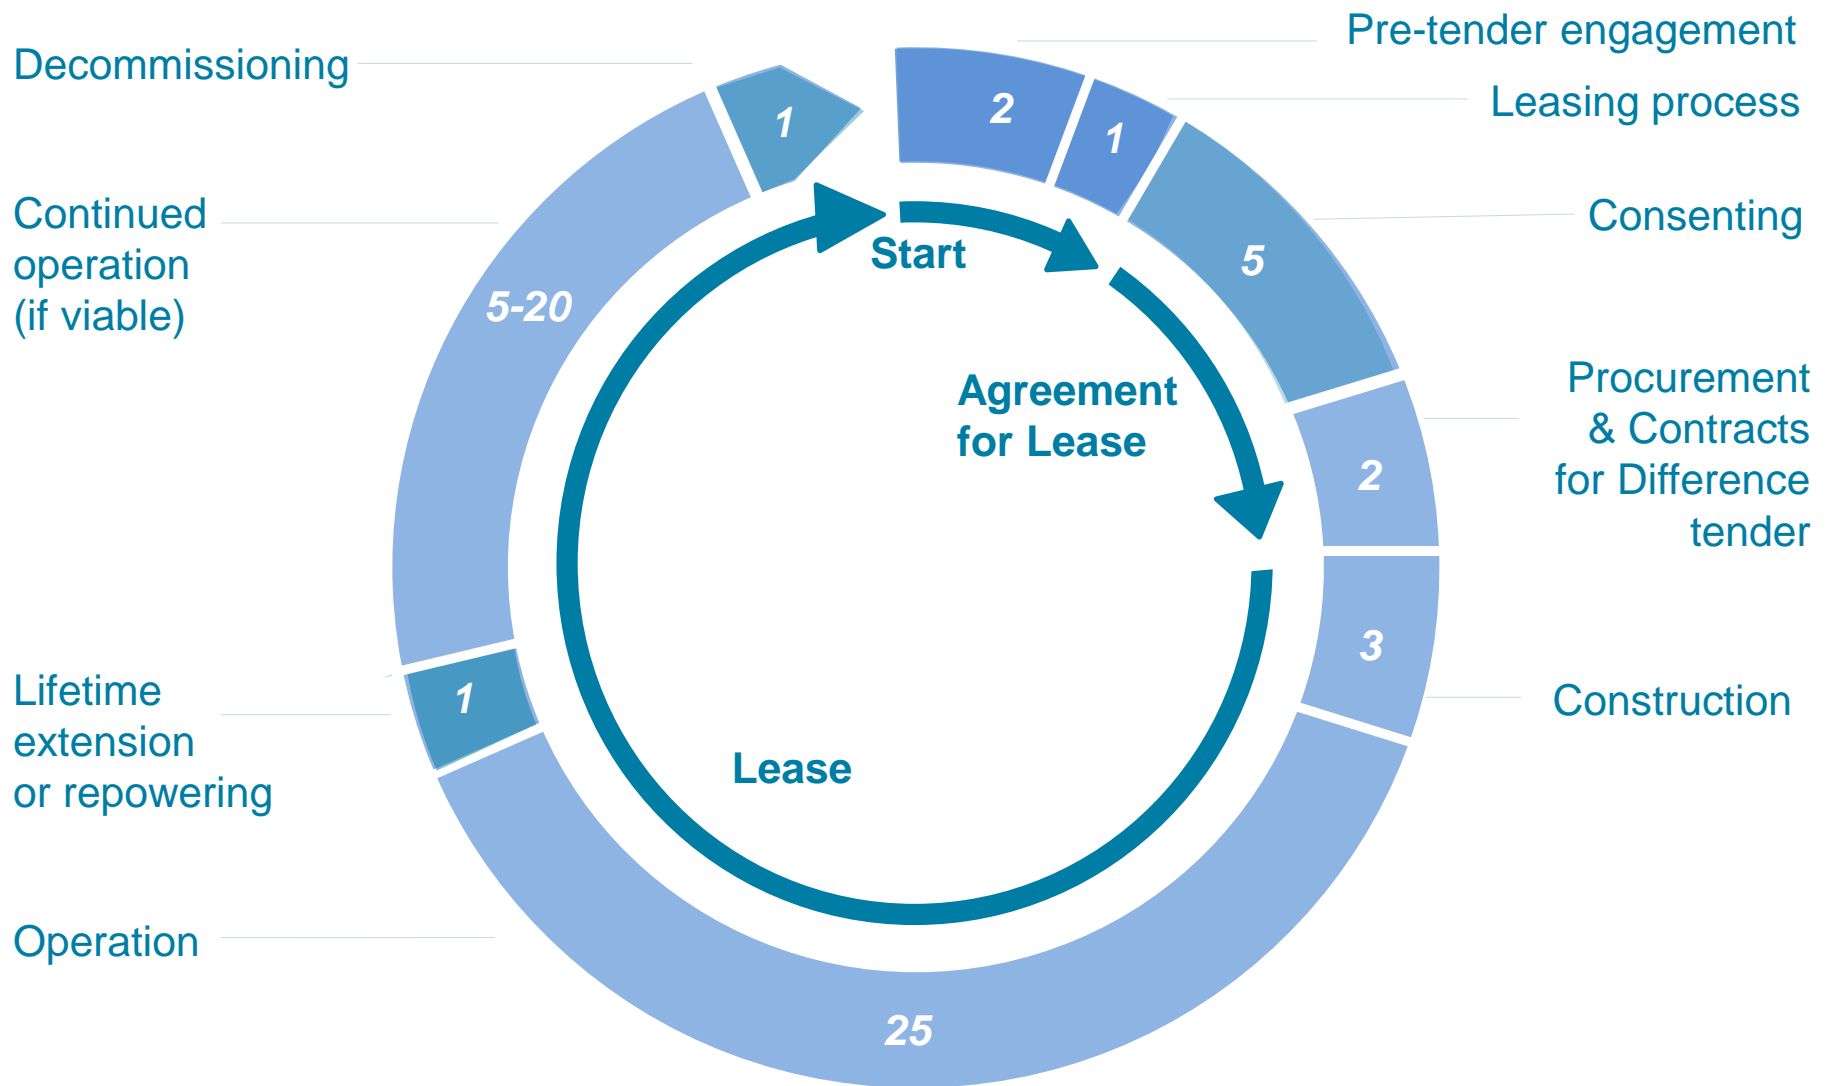 Pre-tender engagement
Decommissioning
Leasing process
2
1
1
Continued
operation
(if viable)
Consenting
Start
5
5-20
Agreement
for Lease
Procurement
& Contracts
for Difference
tender
2
3
Lifetime
extension
or repowering
1
Construction
Lease
Operation
25